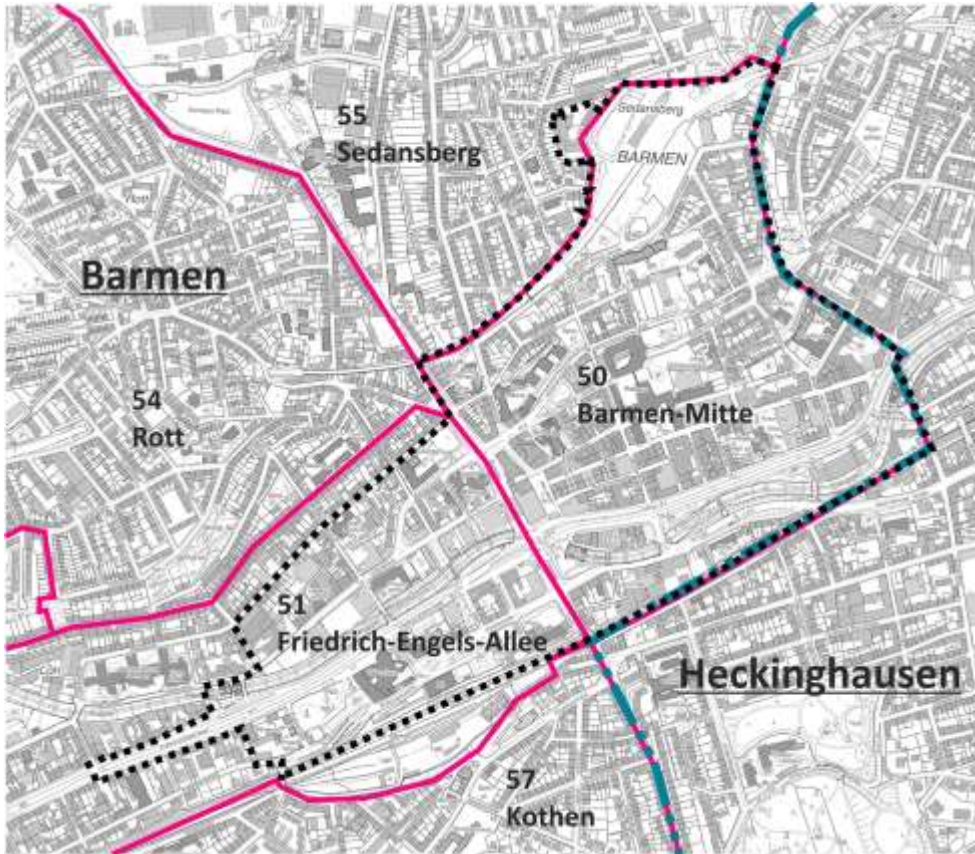 55
Sedansberg
Sedansberg
BARMEN
Barmen
50
Barmen-Mitte
54
Rott
51
Friedrich-Engels-Allee
Heckinghausen
57
Kothen